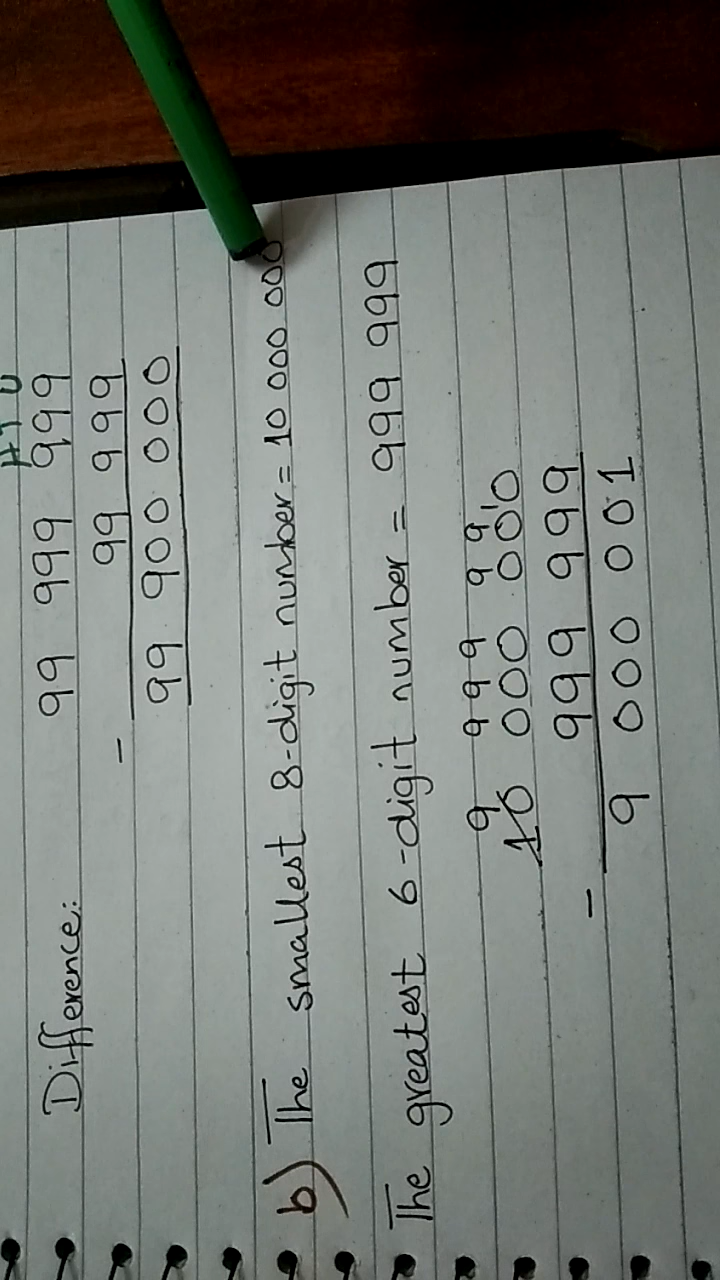 H T U
Difference: 99 999 999
- 99 999
99 900 000
b) The smallest 8-digit number = 10 000 000
The greatest 6-digit number = 999 999
9 9 9 9 9 9
10 000 000
- 999 999
9 000 001